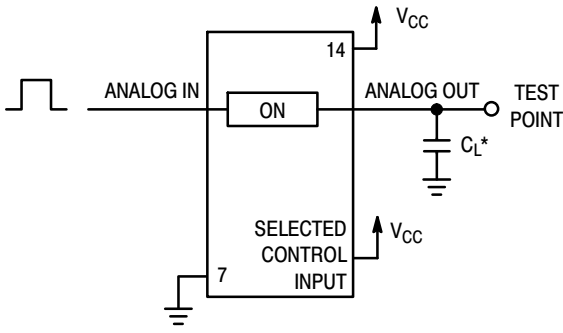 V_CC
14
ANALOG IN
ON
ANALOG OUT
TEST
POINT
C_L*
SELECTED
CONTROL
INPUT
V_CC
7